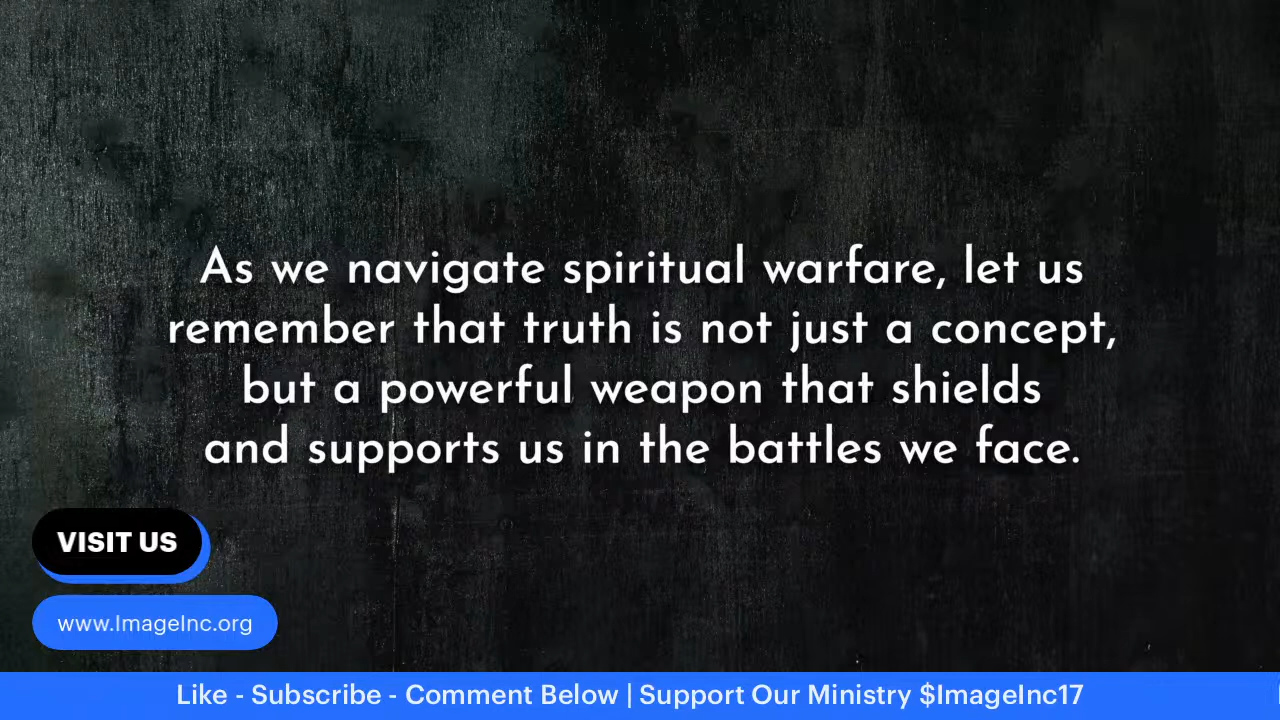 As we navigate spiritual warfare, let us
remember that truth is not just a concept,
but a powerful weapon that shields
and supports us in the battles we face.
VISIT US
www.ImageInc.org
Like - Subscribe - Comment Below | Support Our Ministry $ImageInc17